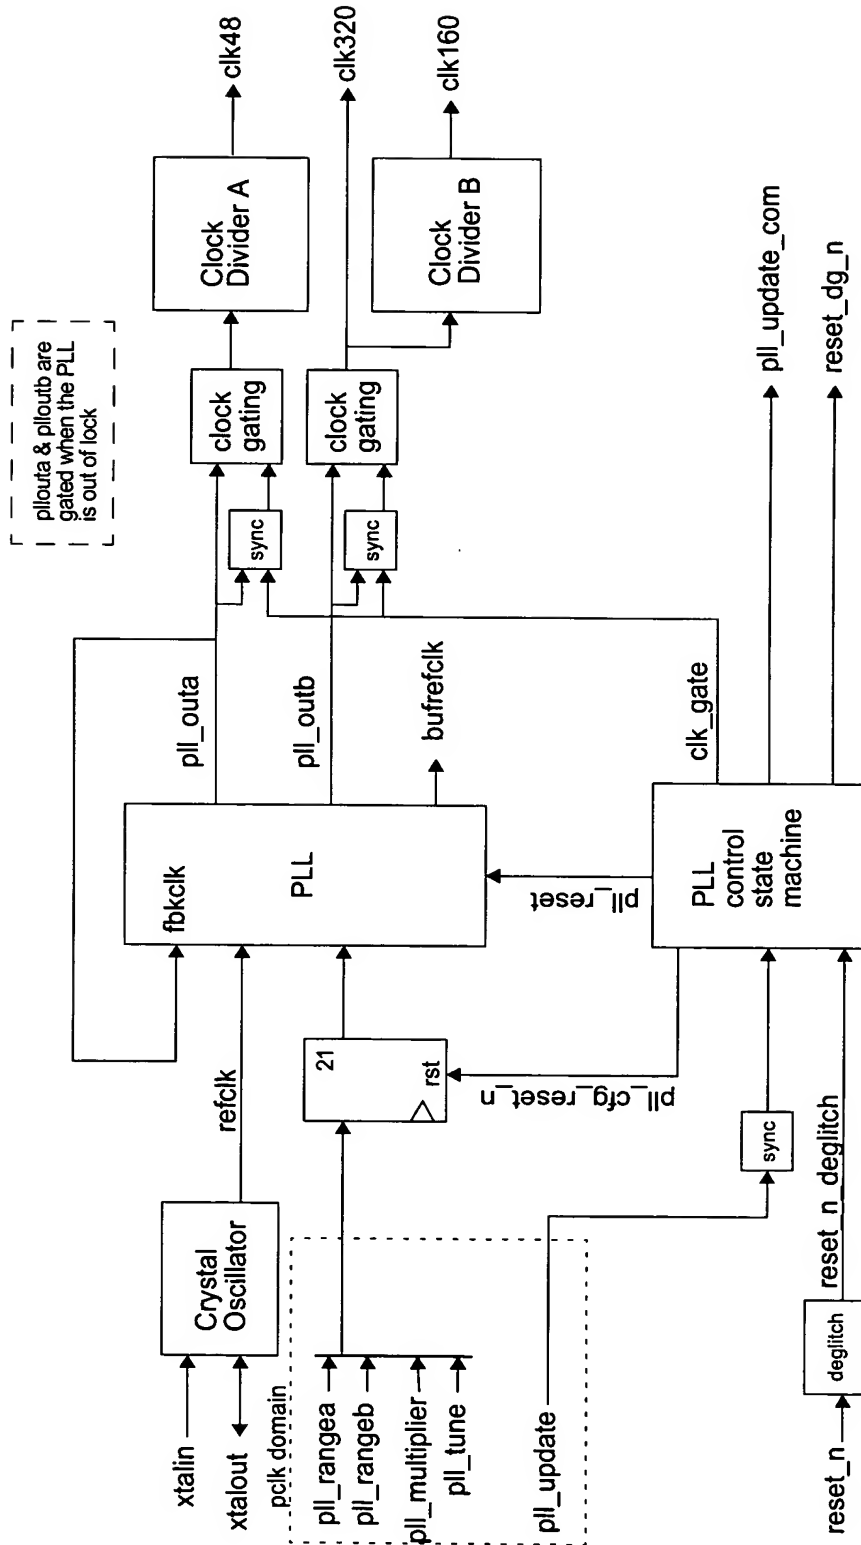 pllouta & plloutb are
gated when the PLL
is out of lock
xtalin
xtalout
Crystal
Oscillator
refclk
fbkclk
PLL
pll_outa
pll_outb
bufrefclk
sync
clock
gating
Clock
Divider A
clk48
sync
clock
gating
clk320
Clock
Divider B
clk160
pclk domain
pll_rangea
pll_rangeb
pll_multiplier
pll_tune
21
rst
pll_cfg_reset_n
pll_reset
pll_update
sync
PLL
control
state
machine
clk_gate
pll_update_com
reset_dg_n
reset_n
deglitch
reset_n_deglitch